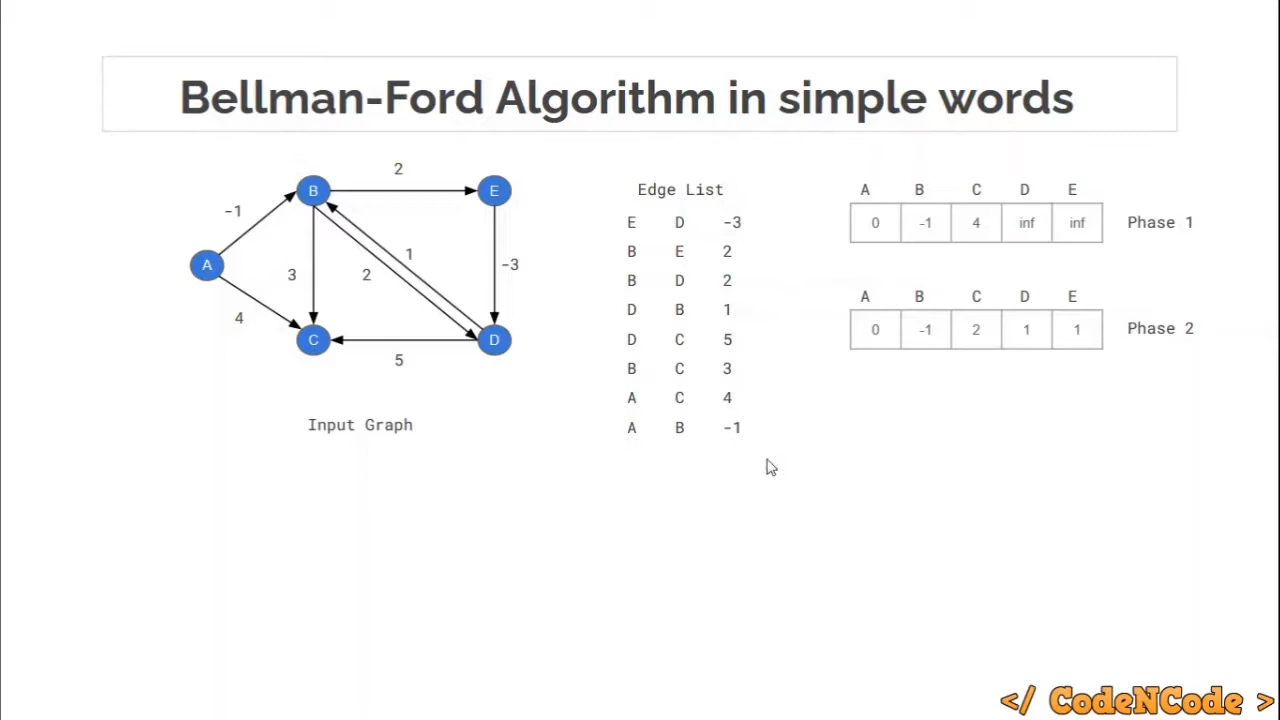 Bellman-Ford Algorithm in simple words
A
B
C
D
E
-1
4
2
3
2
1
-3
5
Input Graph
Edge List
E D -3
B E 2
B D 2
D B 1
D C 5
B C 3
A C 4
A B -1
A B C D E
0 -1 4 inf inf Phase 1
A B C D E
0 -1 2 1 1 Phase 2
</ CodeNCode >